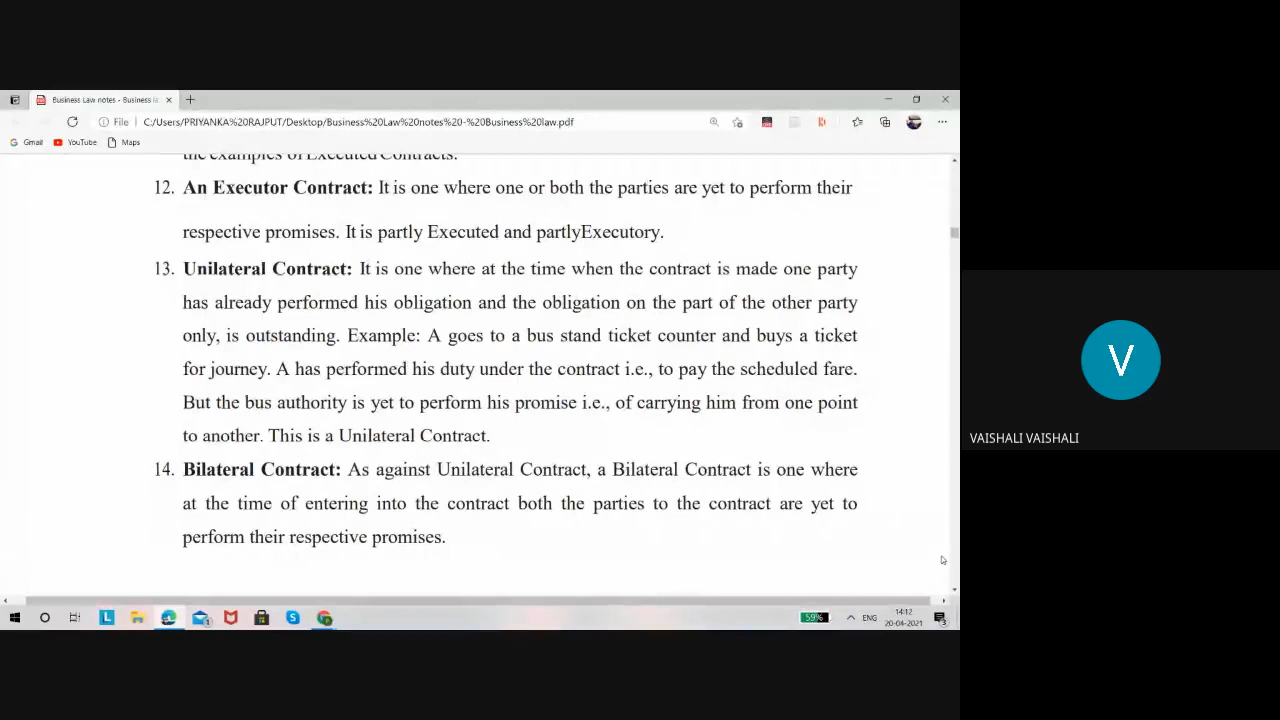 Business Law notes - Business la
File
C:/Users/PRIYANKA%20RAJPUT/Desktop/Business%20Law%20notes%20-%20Business%20law.pdf
Gmail YouTube Maps
the examples of Executed Contracts.
12. An Executor Contract: It is one where one or both the parties are yet to perform their
respective promises. It is partly Executed and partlyExecutory.
13. Unilateral Contract: It is one where at the time when the contract is made one party
has already performed his obligation and the obligation on the part of the other party
only, is outstanding. Example: A goes to a bus stand ticket counter and buys a ticket
for journey. A has performed his duty under the contract i.e., to pay the scheduled fare.
But the bus authority is yet to perform his promise i.e., of carrying him from one point
to another. This is a Unilateral Contract.
14. Bilateral Contract: As against Unilateral Contract, a Bilateral Contract is one where
at the time of entering into the contract both the parties to the contract are yet to
perform their respective promises.
V
VAISHALI VAISHALI
59%
ENG
14:12
20-04-2021